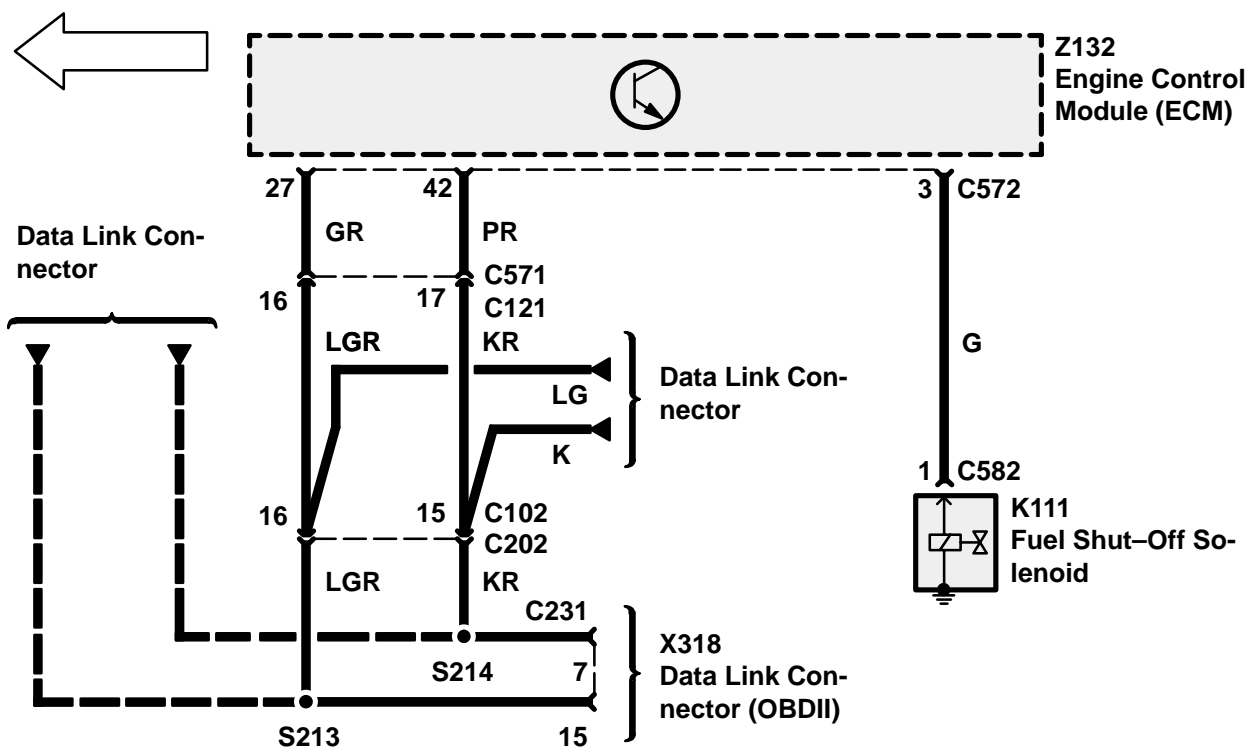 Z132
Engine Control
Module (ECM)
27
42
3
C572
GR
PR
Data Link Con-
nector
C571
16
17
C121
LGR
KR
G
LG
Data Link Con-
nector
K
1
C582
16
15
C102
K111
C202
Fuel Shut–Off So-
lenoid
LGR
KR
C231
X318
S214
7
Data Link Con-
nector (OBDII)
S213
15